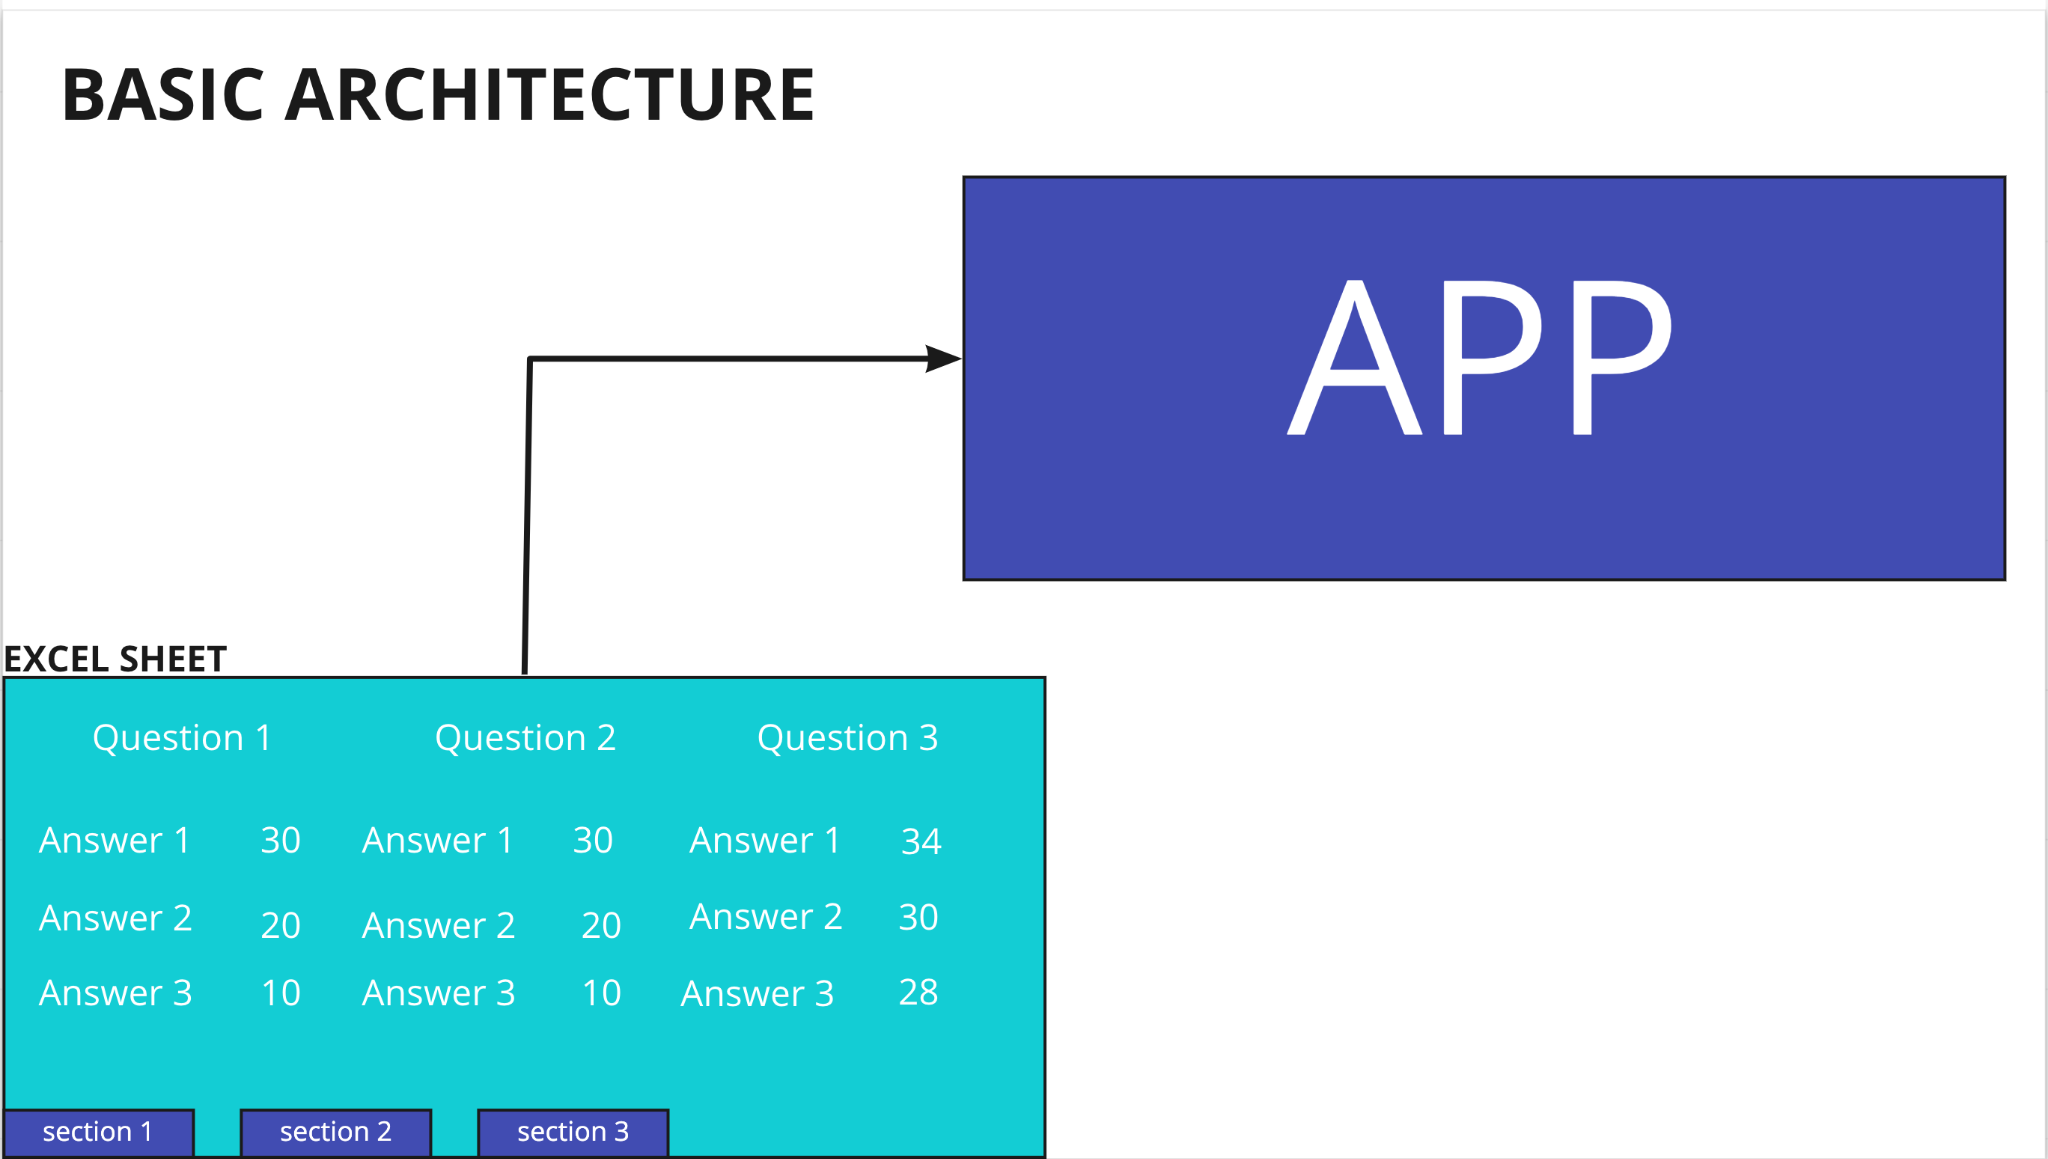 BASIC ARCHITECTURE
APP
EXCEL SHEET
Question 1 Question 2 Question 3
Answer 1 30 Answer 1 30 Answer 1 34
Answer 2 20 Answer 2 20 Answer 2 30
Answer 3 10 Answer 3 10 Answer 3 28
section 1 section 2 section 3